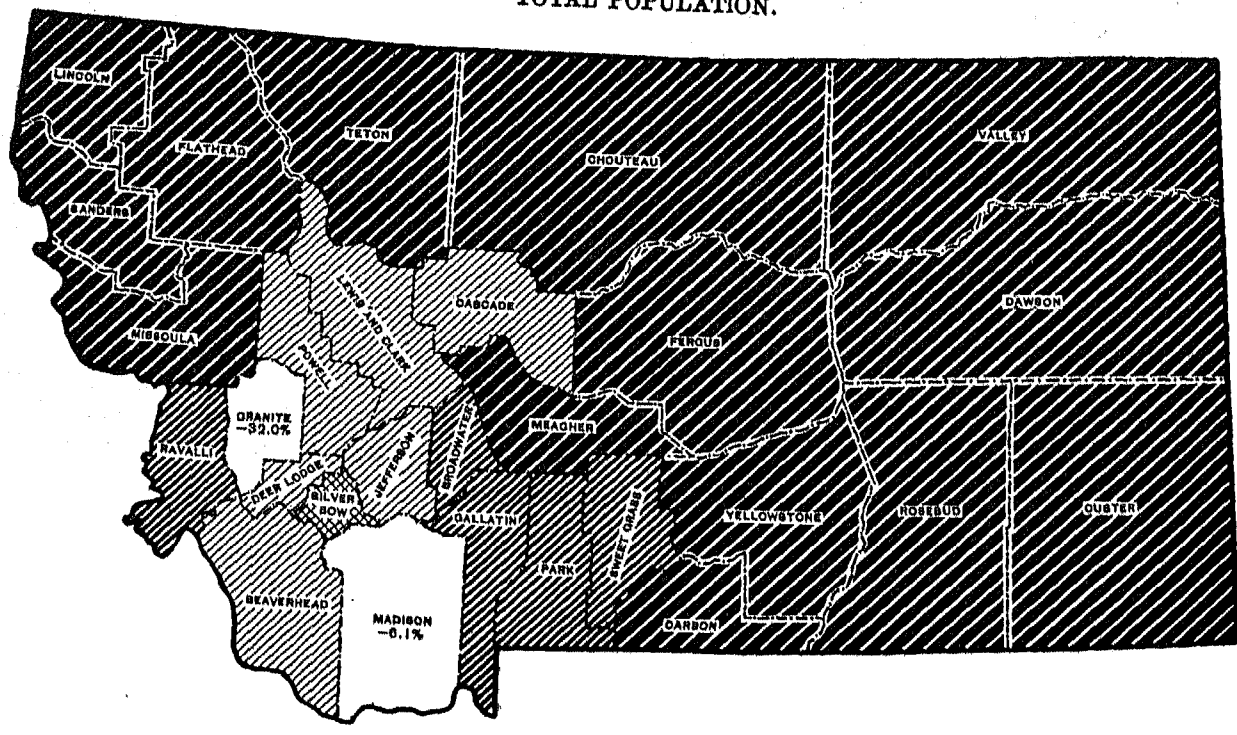 TOTAL POPULATION.
LINCOLN
FLATHEAD
TETON
CHOUTEAU
VALLEY
SANDERS
MISSOULA
LEWIS AND CLARK
CASCADE
FERGUS
DAWSON
POWELL
GRANITE
—32.0%
RAVALLI
DEER LODGE
SILVER
BOW
JEFFERSON
BROADWATER
MEAGHER
GALLATIN
PARK
SWEET GRASS
YELLOWSTONE
ROSEBUD
CUSTER
BEAVERHEAD
MADISON
—6.1%
CARBON